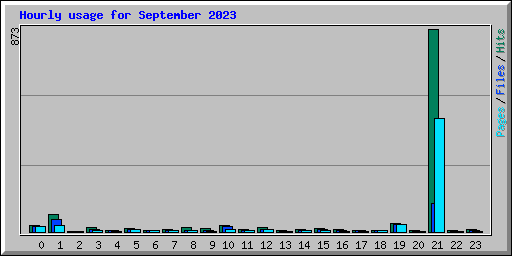 Hourly usage for September 2023
873
Pages/Files/Hits
0 1 2 3 4 5 6 7 8 9 10 11 12 13 14 15 16 17 18 19 20 21 22 23